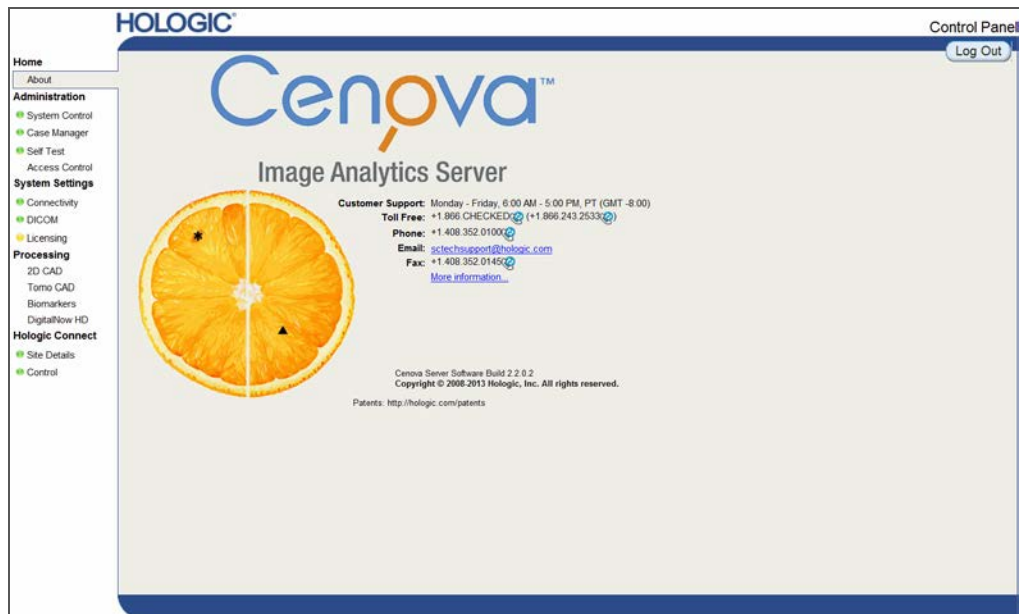 HOLOGIC®
Control Panel
Log Out
Home
About
Administration
System Control
Case Manager
Self Test
Access Control
System Settings
Connectivity
DICOM
Licensing
Processing
2D CAD
Tomo CAD
Biomarkers
DigitalNow HD
Hologic Connect
Site Details
Control
Cenova™
Image Analytics Server
Customer Support: Monday - Friday, 6:00 AM - 5:00 PM, PT (GMT -8:00)
Toll Free: +1.866.CHECKED (+1.866.243.2533)
Phone: +1.408.352.0100
Email: sctechsupport@hologic.com
Fax: +1.408.352.0145
More information...
Cenova Server Software Build 2.2.0.2
Copyright © 2008-2013 Hologic, Inc. All rights reserved.
Patents: http://hologic.com/patents